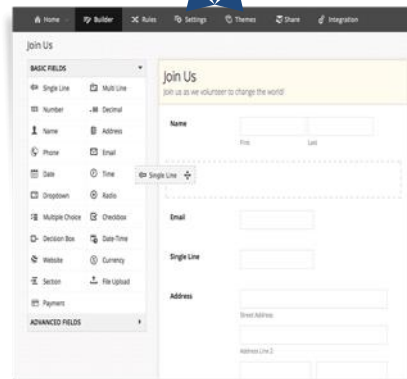 Home Builder Rules Settings Themes Share Integration
Join Us
BASIC FIELDS
Single Line Multi Line
Number Decimal
Name Address
Phone Email
Date Time
Dropdown Radio
Multiple Choice Checkbox
Decision Box Date-Time
Website Currency
Section File Upload
Payment
ADVANCED FIELDS
Join Us
Join us as we volunteer to change the world!
Name
First Last
Single Line
Email
Single Line
Address
Street Address
Address Line 2